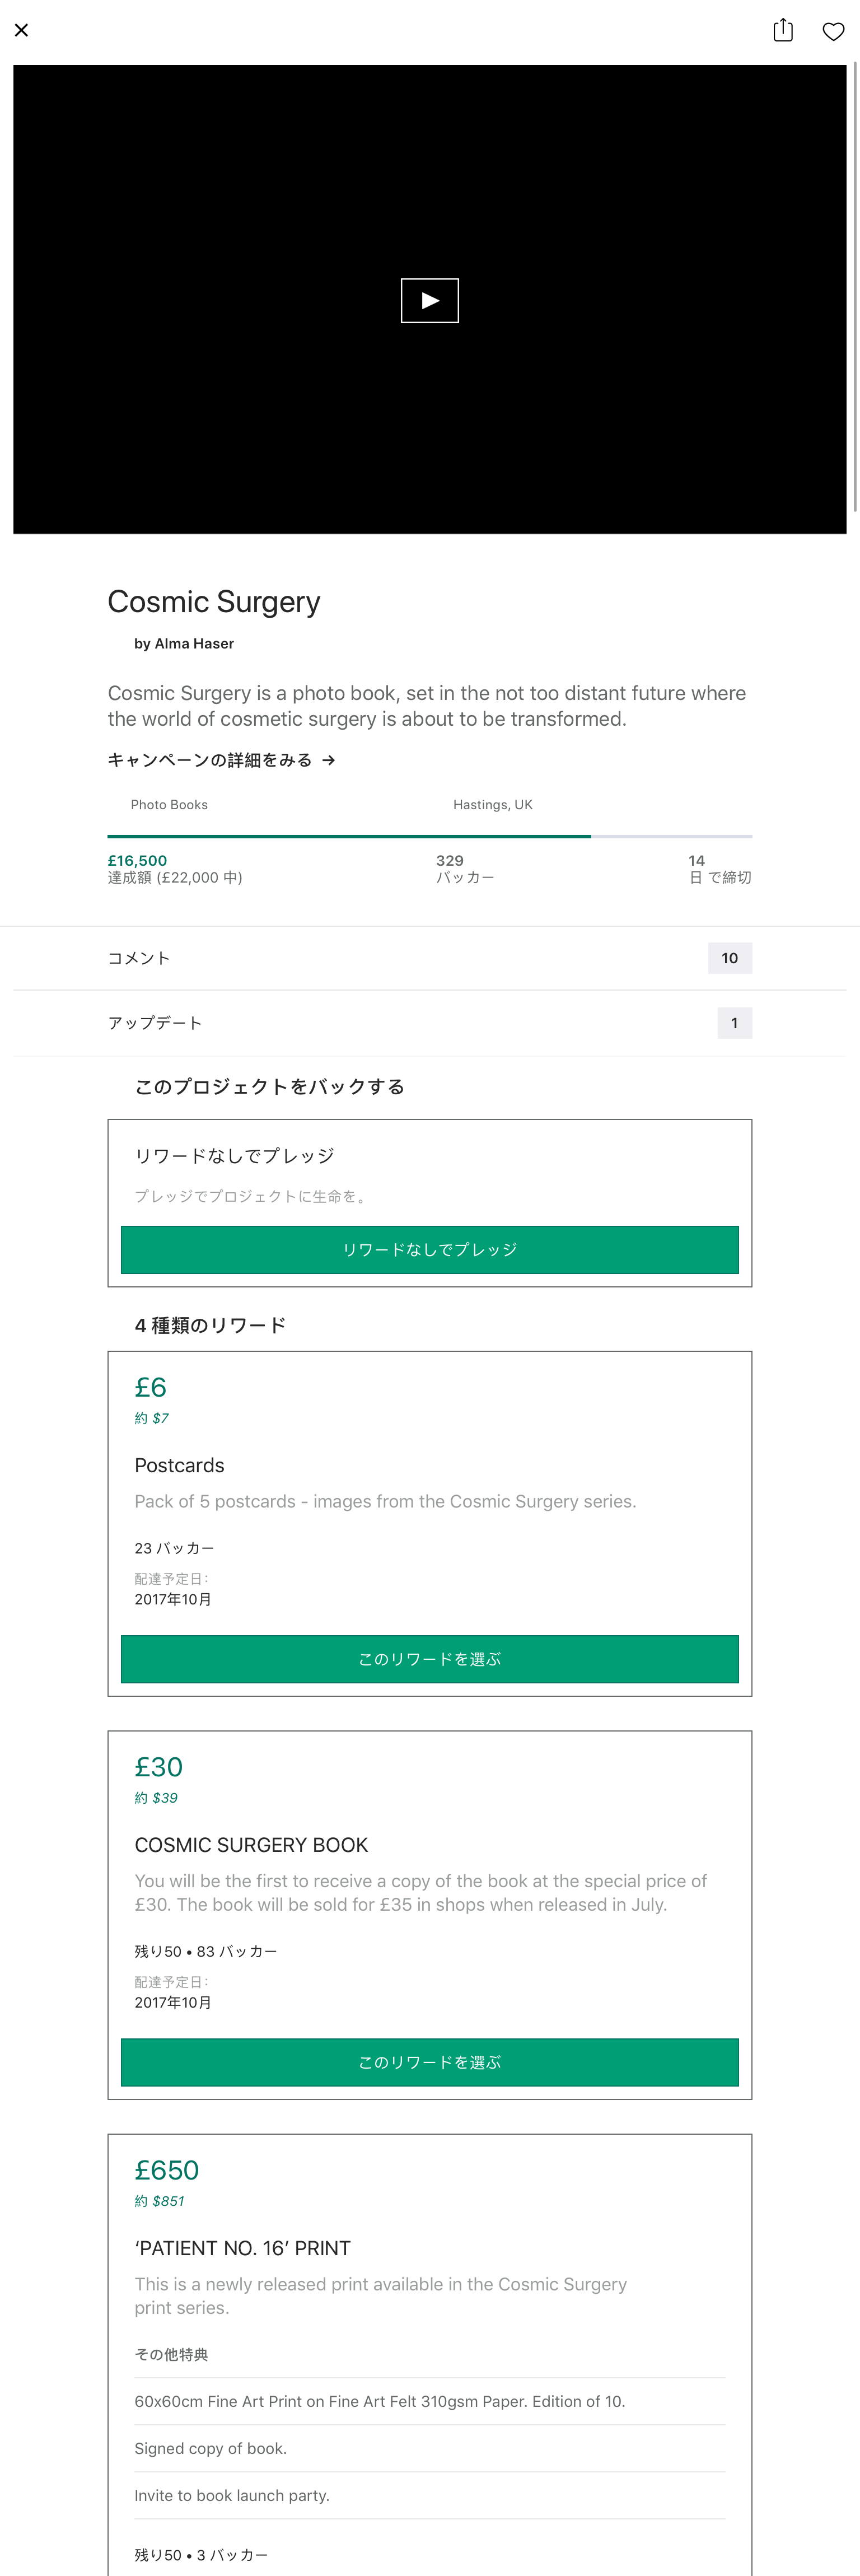 Cosmic Surgery
by Alma Haser
Cosmic Surgery is a photo book, set in the not too distant future where
the world of cosmetic surgery is about to be transformed.
キャンペーンの詳細をみる →
Photo Books
Hastings, UK
£16,500
達成額 (£22,000 中)
329
バッカー
14
日 で締切
コメント
10
アップデート
1
このプロジェクトをバックする
リワードなしでプレッジ
プレッジでプロジェクトに生命を。
リワードなしでプレッジ
4 種類のリワード
£6
約 $7
Postcards
Pack of 5 postcards - images from the Cosmic Surgery series.
23 バッカー
配達予定日:
2017年10月
このリワードを選ぶ
£30
約 $39
COSMIC SURGERY BOOK
You will be the first to receive a copy of the book at the special price of
£30. The book will be sold for £35 in shops when released in July.
残り50 • 83 バッカー
配達予定日:
2017年10月
このリワードを選ぶ
£650
約 $851
‘PATIENT NO. 16’ PRINT
This is a newly released print available in the Cosmic Surgery
print series.
その他特典
60x60cm Fine Art Print on Fine Art Felt 310gsm Paper. Edition of 10.
Signed copy of book.
Invite to book launch party.
残り50 • 3 バッカー